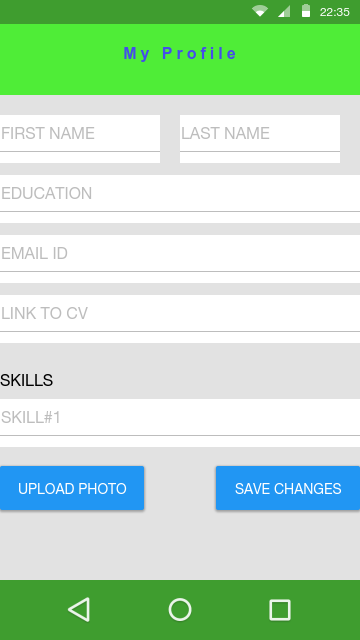 22:35
My Profile
FIRST NAME LAST NAME
EDUCATION
EMAIL ID
LINK TO CV
SKILLS
SKILL#1
UPLOAD PHOTO SAVE CHANGES